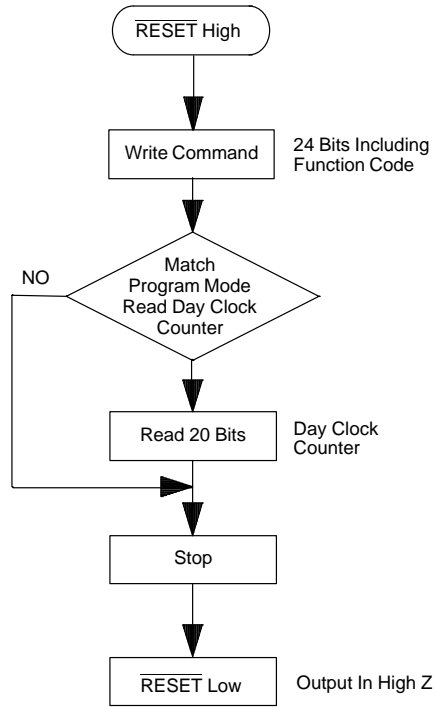 RESET High
Write Command
24 Bits Including
Function Code
Match
Program Mode
Read Day Clock
Counter
NO
Read 20 Bits
Day Clock
Counter
Stop
RESET Low
Output In High Z